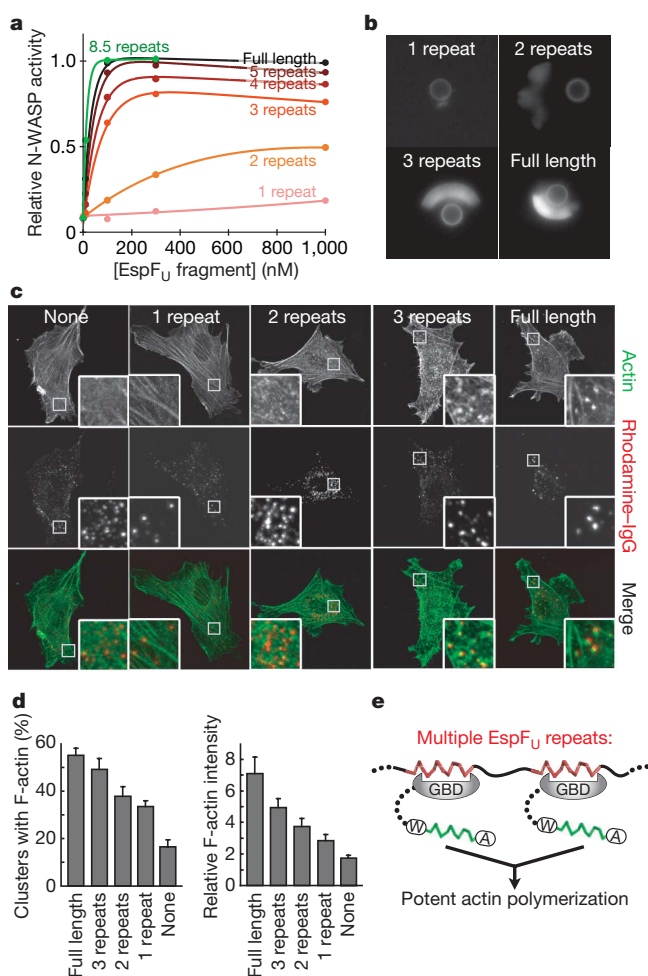 a
8.5 repeats
Full length
5 repeats
4 repeats
3 repeats
2 repeats
1 repeat
Relative N-WASP activity
1.0
0.5
0
0 200 400 600 800 1,000
[EspFU fragment] (nM)
b
1 repeat 2 repeats
3 repeats Full length
c
None 1 repeat 2 repeats 3 repeats Full length
Actin
Rhodamine–IgG
Merge
d
Clusters with F-actin (%)
60
40
20
0
Full length
3 repeats
2 repeats
1 repeat
None
Relative F-actin intensity
8
6
4
2
0
Full length
3 repeats
2 repeats
1 repeat
None
e
Multiple EspFU repeats:
GBD GBD
W A W A
Potent actin polymerization